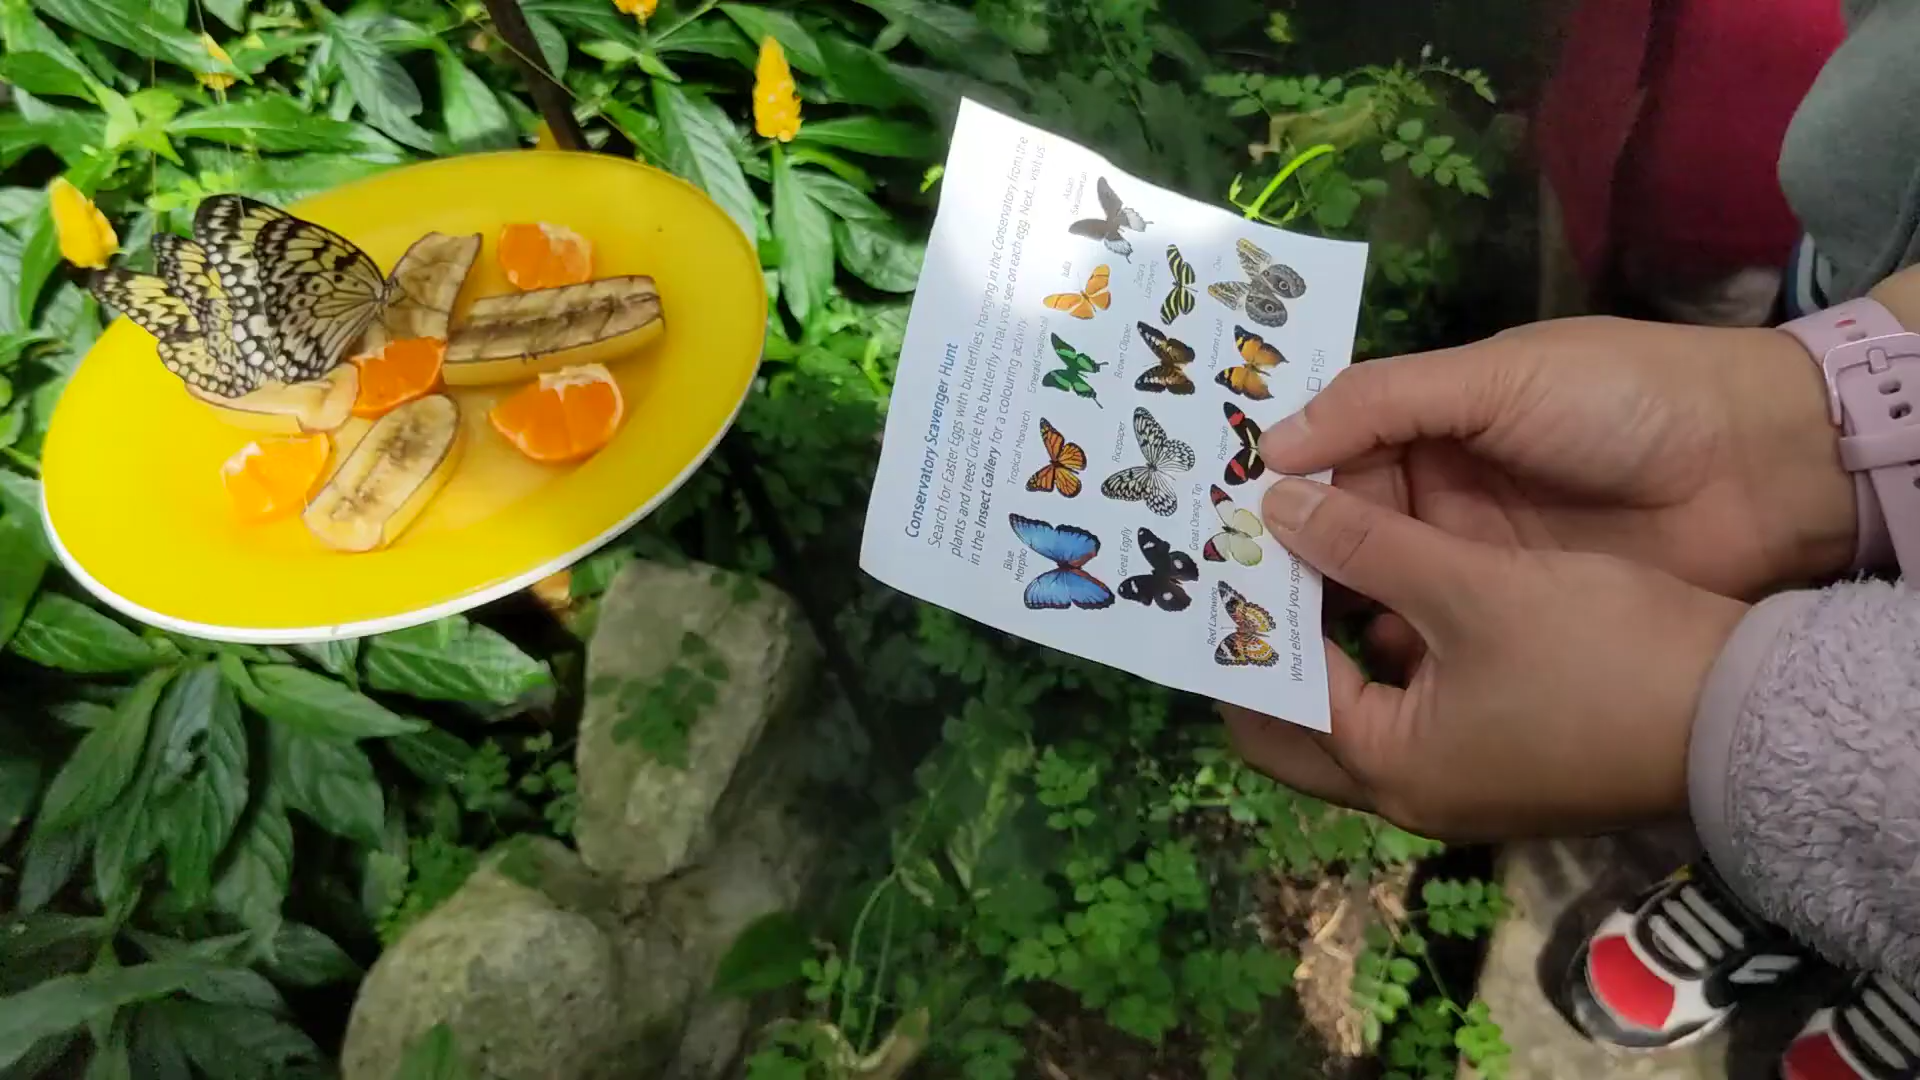 Conservatory Scavenger Hunt
Search for Easter Eggs with butterflies hanging in the Conservatory from the
plants and trees! Circle the butterfly that you see on each egg. Next... visit us
in the Insect Gallery for a colouring activity.
Blue
Morpho
Tropical Monarch
Emerald Swallowtail
Julia
Asian
Swallowtail
Great Eggfly
Ricepaper
Brown Clipper
Zebra
Longwing
Red Lacewing
Great Orange Tip
Postman
Autumn Leaf
Owl
What else did you spot
FISH